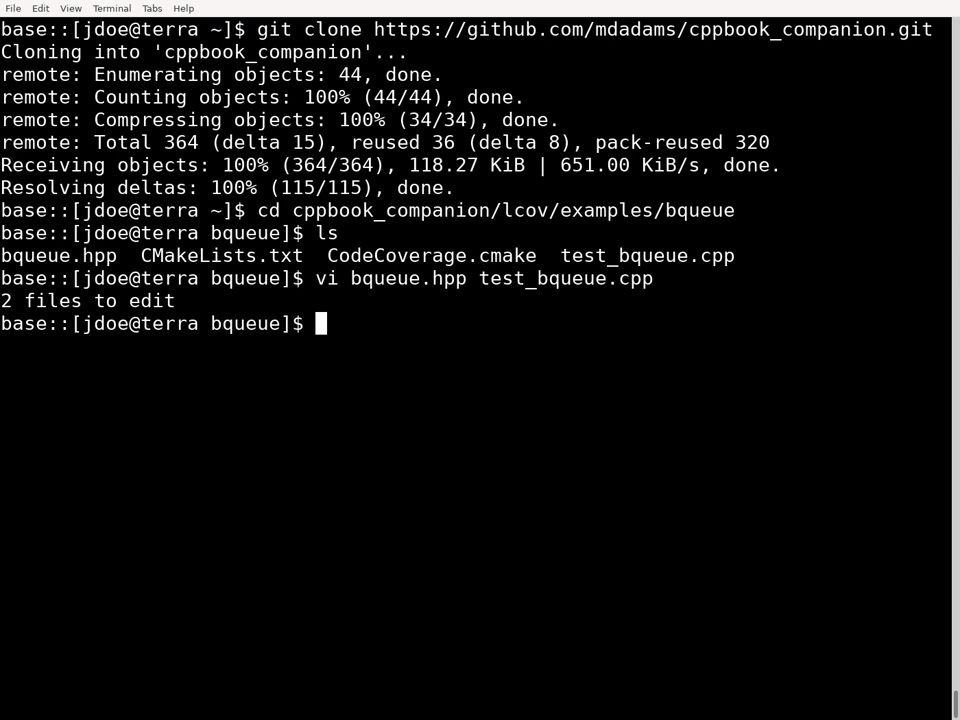 File Edit View Terminal Tabs Help
base::[jdoe@terra ~]$ git clone https://github.com/mdadams/cppbook_companion.git
Cloning into 'cppbook_companion'...
remote: Enumerating objects: 44, done.
remote: Counting objects: 100% (44/44), done.
remote: Compressing objects: 100% (34/34), done.
remote: Total 364 (delta 15), reused 36 (delta 8), pack-reused 320
Receiving objects: 100% (364/364), 118.27 KiB | 651.00 KiB/s, done.
Resolving deltas: 100% (115/115), done.
base::[jdoe@terra ~]$ cd cppbook_companion/lcov/examples/bqueue
base::[jdoe@terra bqueue]$ ls
bqueue.hpp  CMakeLists.txt  CodeCoverage.cmake  test_bqueue.cpp
base::[jdoe@terra bqueue]$ vi bqueue.hpp test_bqueue.cpp
2 files to edit
base::[jdoe@terra bqueue]$